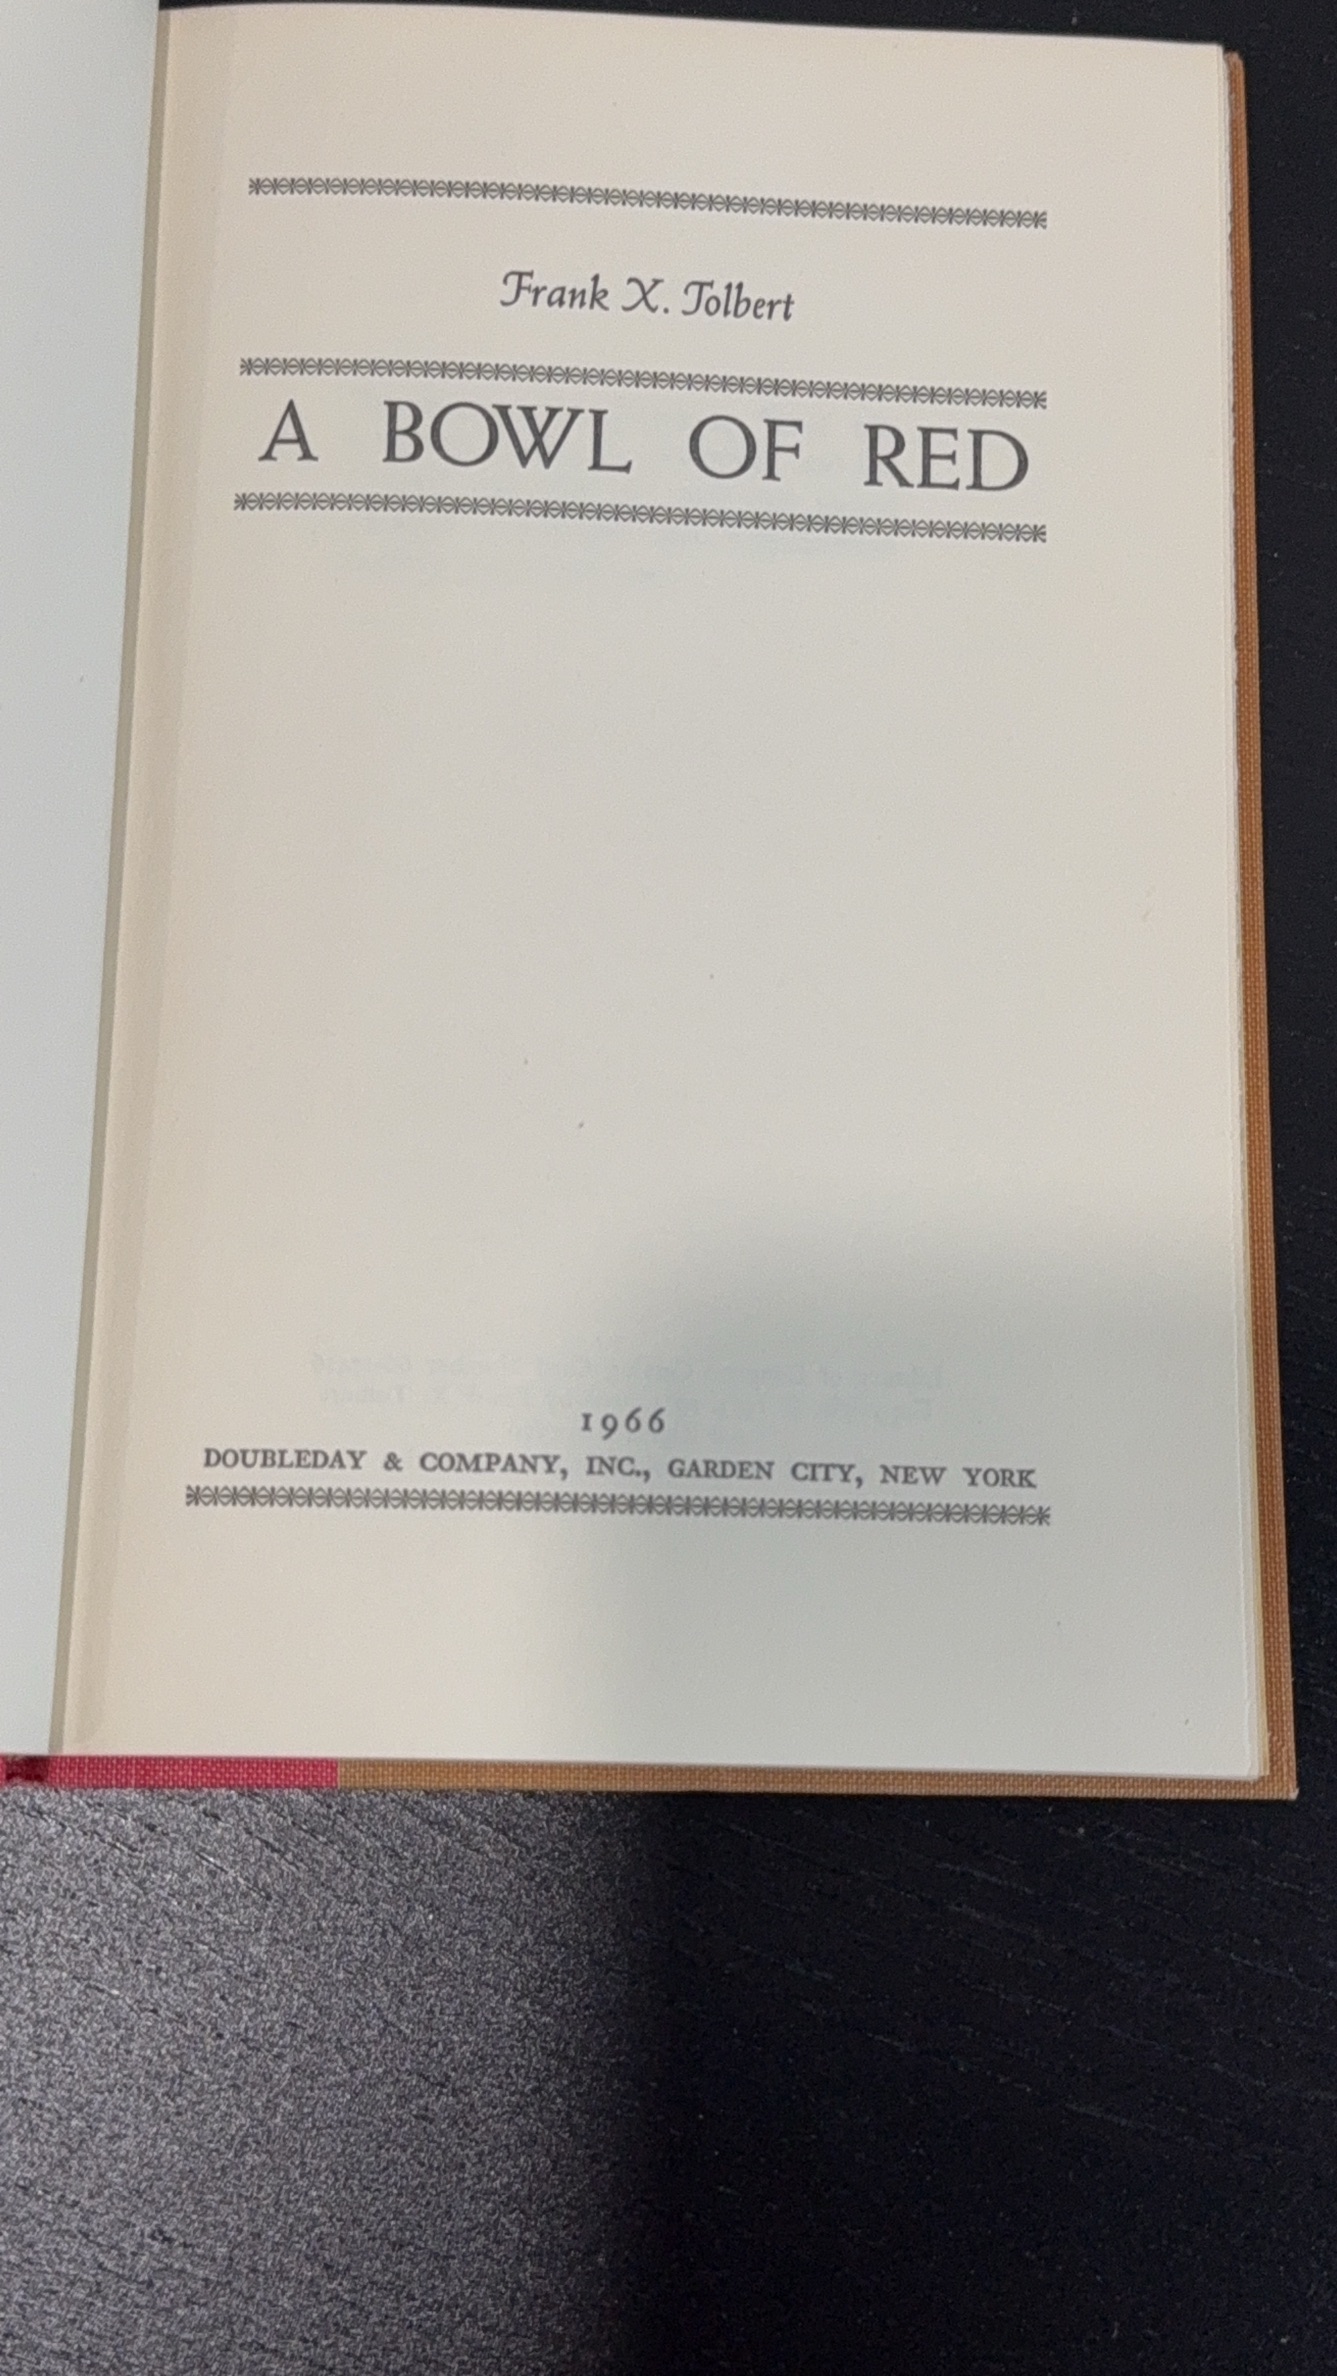 Frank X. Tolbert
A BOWL OF RED
1966
DOUBLEDAY & COMPANY, INC., GARDEN CITY, NEW YORK